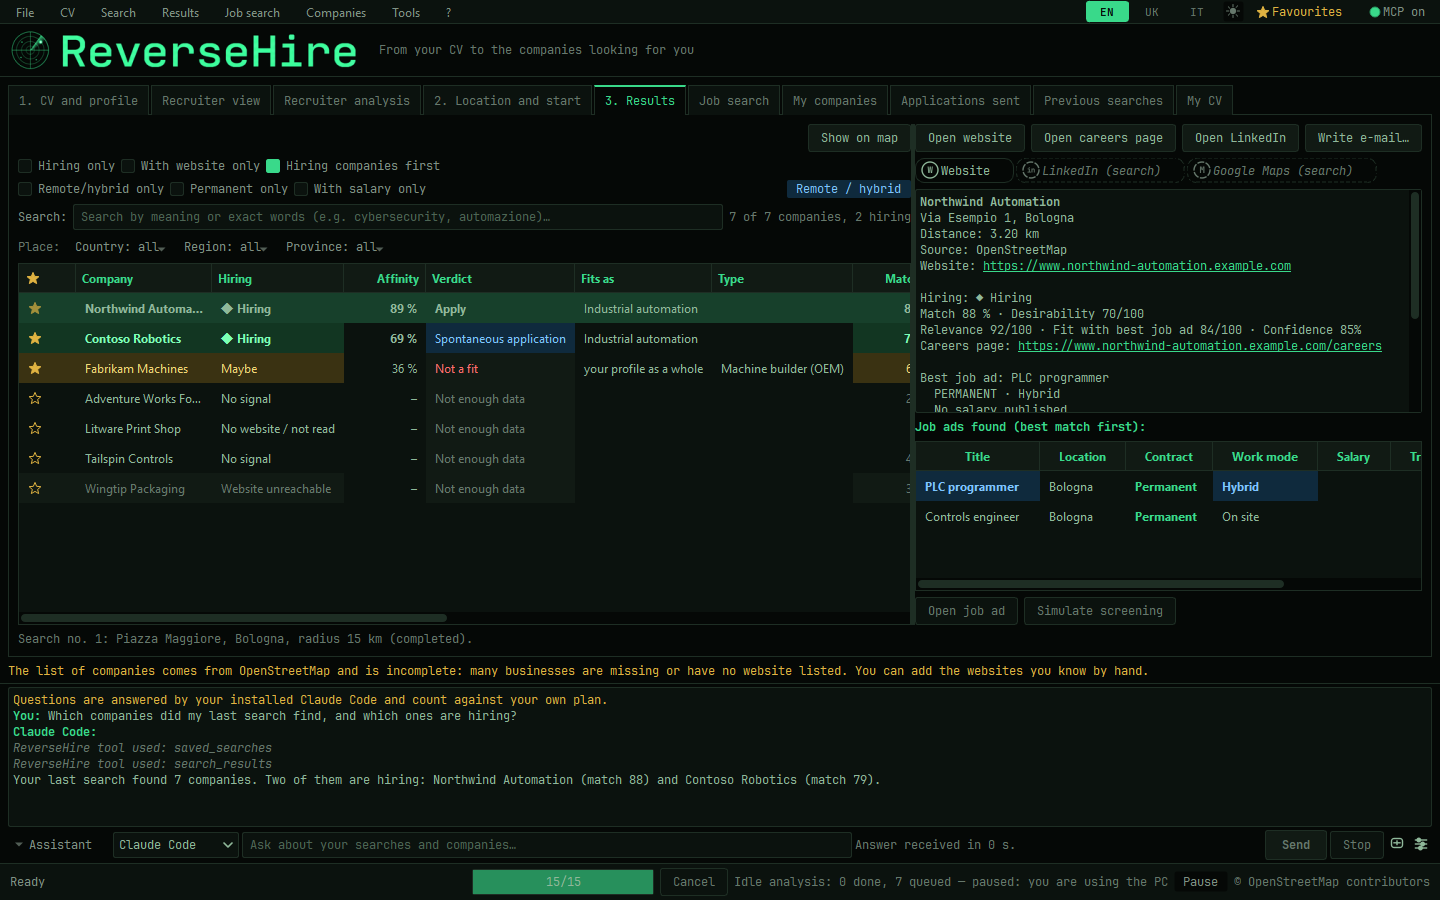 File CV Search Results Job search Companies Tools ? EN UK IT Favourites MCP on
ReverseHire From your CV to the companies looking for you
1. CV and profile Recruiter view Recruiter analysis 2. Location and start 3. Results Job search My companies Applications sent Previous searches My CV
Show on map Open website Open careers page Open LinkedIn Write e-mail…
Hiring only With website only Hiring companies first
W Website in LinkedIn (search) M Google Maps (search)
Remote/hybrid only Permanent only With salary only Remote / hybrid
Search: Search by meaning or exact words (e.g. cybersecurity, automazione)… 7 of 7 companies, 2 hiring
Place: Country: all Region: all Province: all
Company Hiring Affinity Verdict Fits as Type
Northwind Automa… ◆ Hiring 89 % Apply Industrial automation
Contoso Robotics ◆ Hiring 69 % Spontaneous application Industrial automation
Fabrikam Machines Maybe 36 % Not a fit your profile as a whole Machine builder (OEM)
Adventure Works Fo… No signal – Not enough data
Litware Print Shop No website / not read – Not enough data
Tailspin Controls No signal – Not enough data
Wingtip Packaging Website unreachable – Not enough data
Search no. 1: Piazza Maggiore, Bologna, radius 15 km (completed).
Northwind Automation
Via Esempio 1, Bologna
Distance: 3.20 km
Source: OpenStreetMap
Website: https://www.northwind-automation.example.com
Hiring: ◆ Hiring
Match 88 % · Desirability 70/100
Relevance 92/100 · Fit with best job ad 84/100 · Confidence 85%
Careers page: https://www.northwind-automation.example.com/careers
Best job ad: PLC programmer
PERMANENT · Hybrid
No salary published
Job ads found (best match first):
Title Location Contract Work mode Salary Tr
PLC programmer Bologna Permanent Hybrid
Controls engineer Bologna Permanent On site
Open job ad Simulate screening
The list of companies comes from OpenStreetMap and is incomplete: many businesses are missing or have no website listed. You can add the websites you know by hand.
Questions are answered by your installed Claude Code and count against your own plan.
You: Which companies did my last search find, and which ones are hiring?
Claude Code:
ReverseHire tool used: saved_searches
ReverseHire tool used: search_results
Your last search found 7 companies. Two of them are hiring: Northwind Automation (match 88) and Contoso Robotics (match 79).
Assistant Claude Code Ask about your searches and companies… Answer received in 0 s. Send Stop
Ready 15/15 Cancel Idle analysis: 0 done, 7 queued — paused: you are using the PC Pause © OpenStreetMap contributors